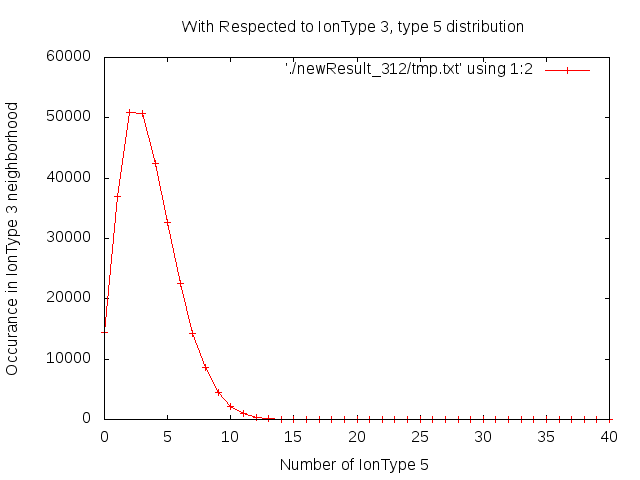 With Respected to IonType 3, type 5 distribution
'./newResult_312/tmp.txt' using 1:2
60000
50000
40000
30000
20000
10000
0
Occurance in IonType 3 neighborhood
0 5 10 15 20 25 30 35 40
Number of IonType 5